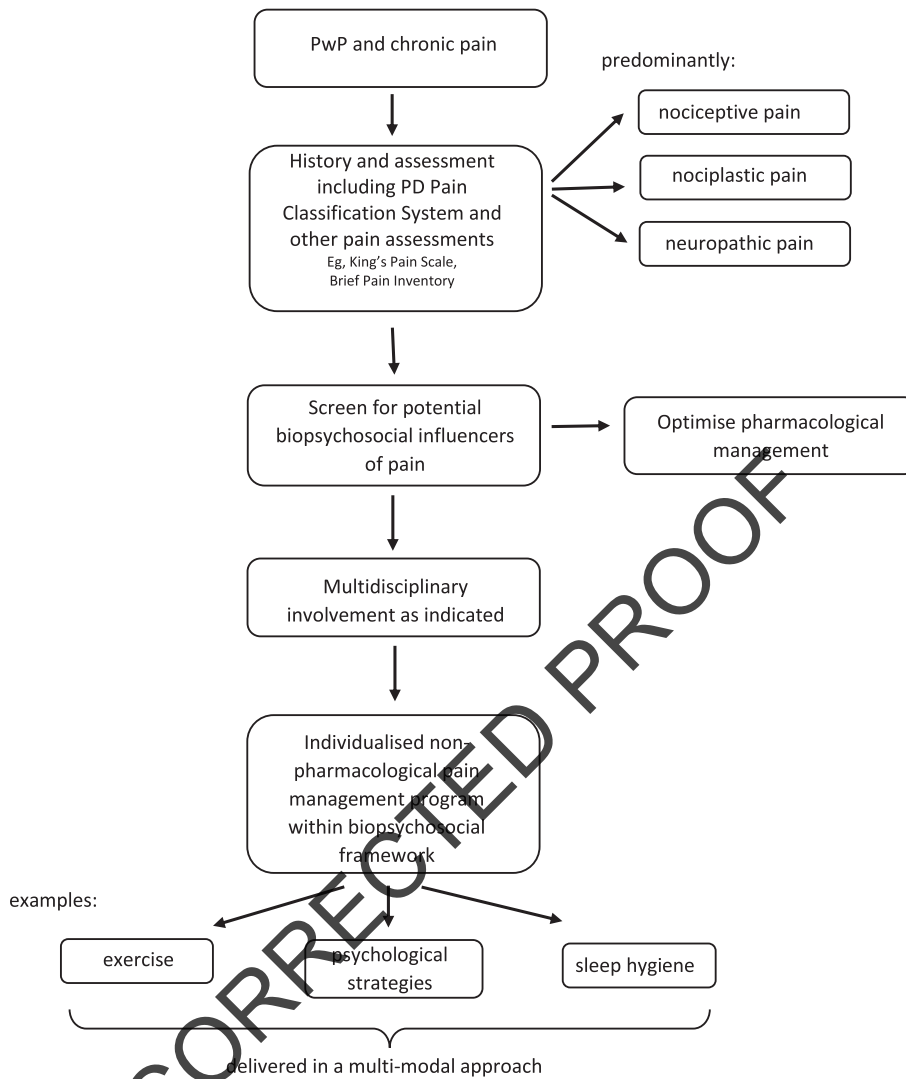 PwP and chronic pain
predominantly:
nociceptive pain
History and assessment
including PD Pain
Classification System and
other pain assessments
Eg, King’s Pain Scale,
Brief Pain Inventory
nociplastic pain
neuropathic pain
Screen for potential
biopsychosocial influencers
of pain
Optimise pharmacological
management
Multidisciplinary
involvement as indicated
Individualised non-
pharmacological pain
management program
within biopsychosocial
framework
examples:
exercise
psychological
strategies
sleep hygiene
delivered in a multi-modal approach
CORRECTED PROOF